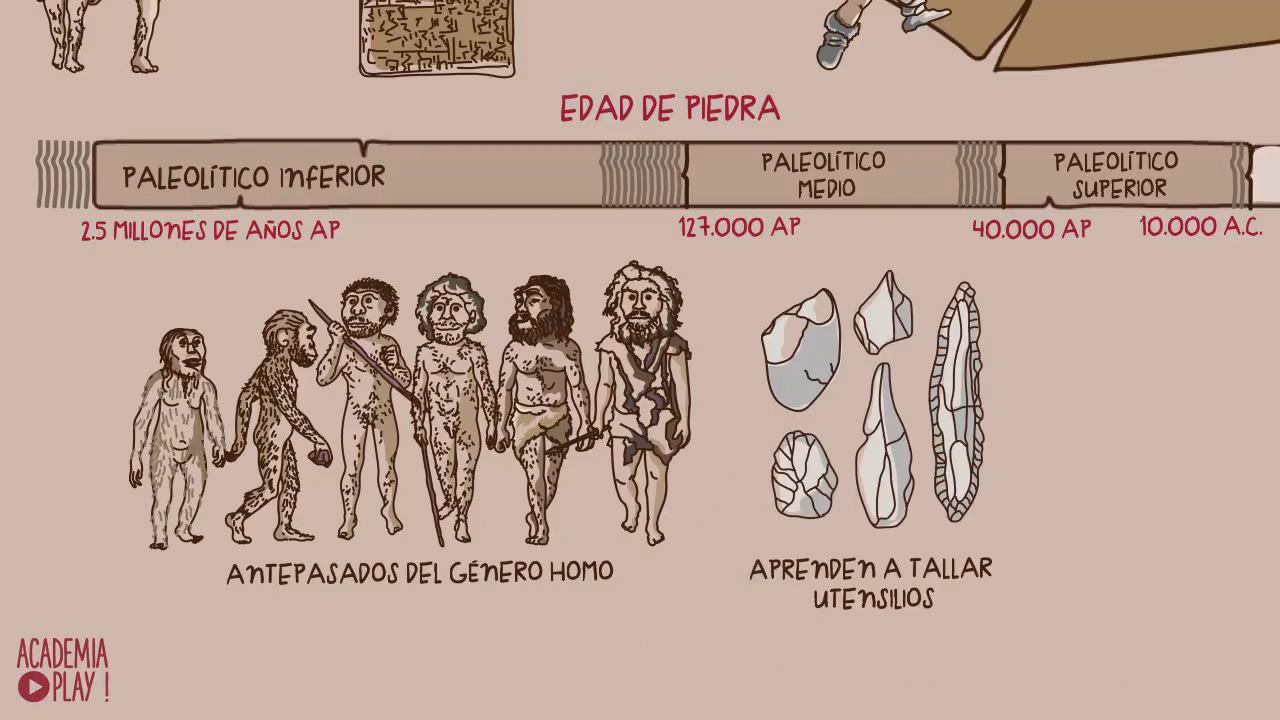 EDAD DE PIEDRA
PALEOLÍTICO INFERIOR
PALEOLÍTICO
MEDIO
PALEOLÍTICO
SUPERIOR
2.5 MILLONES DE AÑOS AP
127.000 AP
40.000 AP
10.000 A.C.
ANTEPASADOS DEL GÉNERO HOMO
APRENDEN A TALLAR
UTENSILIOS
ACADEMIA
PLAY !